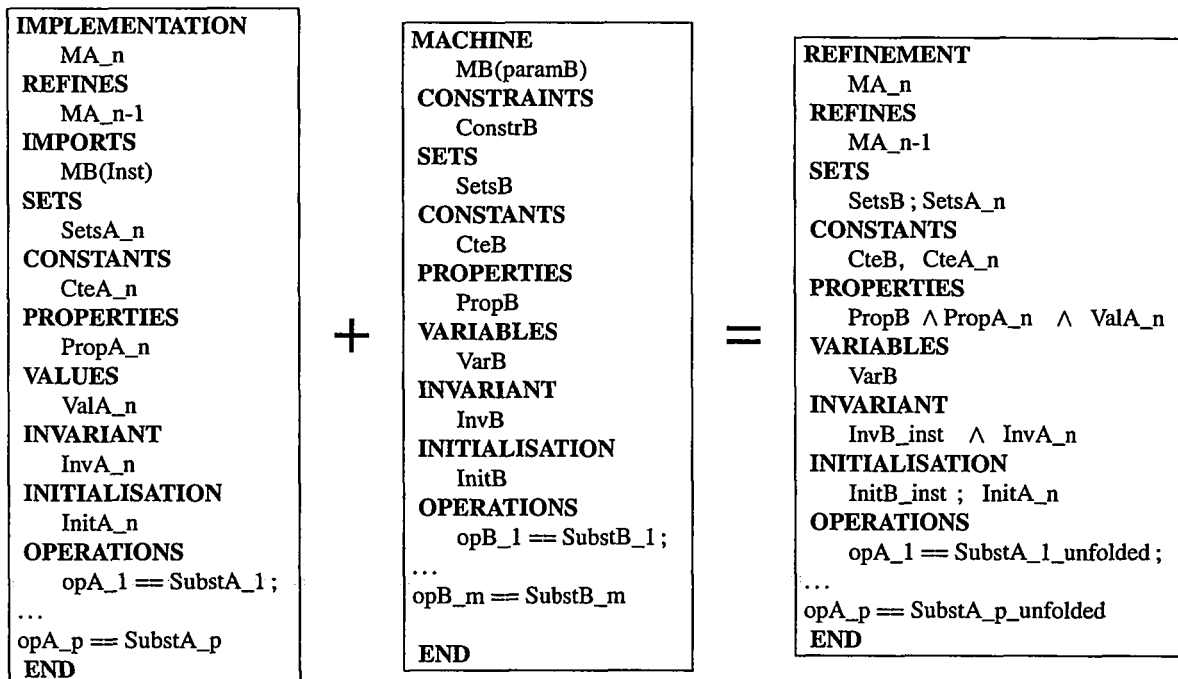 IMPLEMENTATION
MA_n
REFINES
MA_n-1
IMPORTS
MB(Inst)
SETS
SetsA_n
CONSTANTS
CteA_n
PROPERTIES
PropA_n
VALUES
ValA_n
INVARIANT
InvA_n
INITIALISATION
InitA_n
OPERATIONS
opA_1 == SubstA_1 ;
...
opA_p == SubstA_p
END
+
MACHINE
MB(paramB)
CONSTRAINTS
ConstrB
SETS
SetsB
CONSTANTS
CteB
PROPERTIES
PropB
VARIABLES
VarB
INVARIANT
InvB
INITIALISATION
InitB
OPERATIONS
opB_1 == SubstB_1 ;
...
opB_m == SubstB_m
END
=
REFINEMENT
MA_n
REFINES
MA_n-1
SETS
SetsB ; SetsA_n
CONSTANTS
CteB, CteA_n
PROPERTIES
PropB ∧ PropA_n ∧ ValA_n
VARIABLES
VarB
INVARIANT
InvB_inst ∧ InvA_n
INITIALISATION
InitB_inst ; InitA_n
OPERATIONS
opA_1 == SubstA_1_unfolded ;
...
opA_p == SubstA_p_unfolded
END